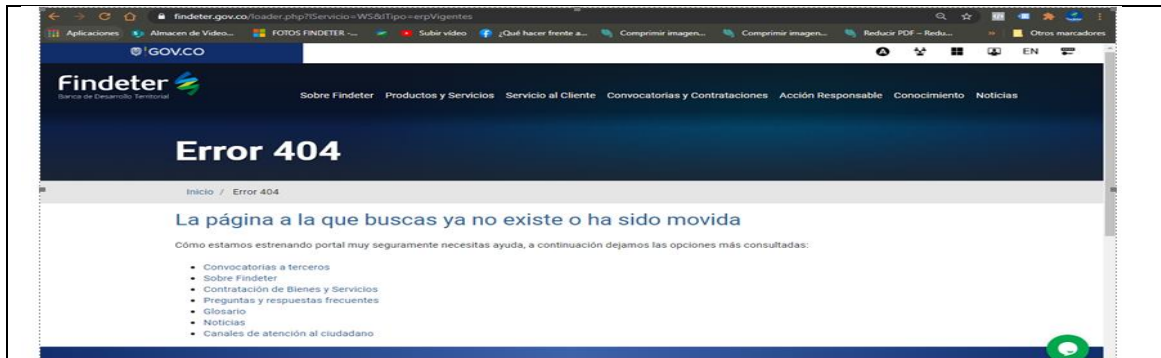 findeter.gov.co/loader.php?lServicio=WS&lTipo=erpVigentes
Aplicaciones Almacen de Video... FOTOS FINDETER -... Subir vídeo ¿Qué hacer frente a... Comprimir imagen... Comprimir imagen... Reducir PDF – Redu... » Otros marcadores
GOV.CO EN
Findeter
Banca de Desarrollo Territorial
Sobre Findeter Productos y Servicios Servicio al Cliente Convocatorias y Contrataciones Acción Responsable Conocimiento Noticias
Error 404
Inicio / Error 404
La página a la que buscas ya no existe o ha sido movida
Cómo estamos estrenando portal muy seguramente necesitas ayuda, a continuación dejamos las opciones más consultadas:
• Convocatorias a terceros
• Sobre Findeter
• Contratación de Bienes y Servicios
• Preguntas y respuestas frecuentes
• Glosario
• Noticias
• Canales de atención al ciudadano